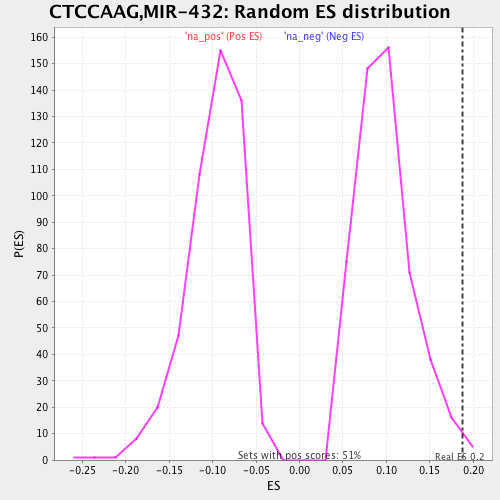 CTCCAAG,MIR-432: Random ES distribution
'na_pos' (Pos ES) 'na_neg' (Neg ES)
160
150
140
130
120
110
100
90
80
70
60
50
40
30
20
10
0
P(ES)
Sets with pos scores: 51%
Real ES 0.2
-0.25 -0.20 -0.15 -0.10 -0.05 0.00 0.05 0.10 0.15 0.20
ES